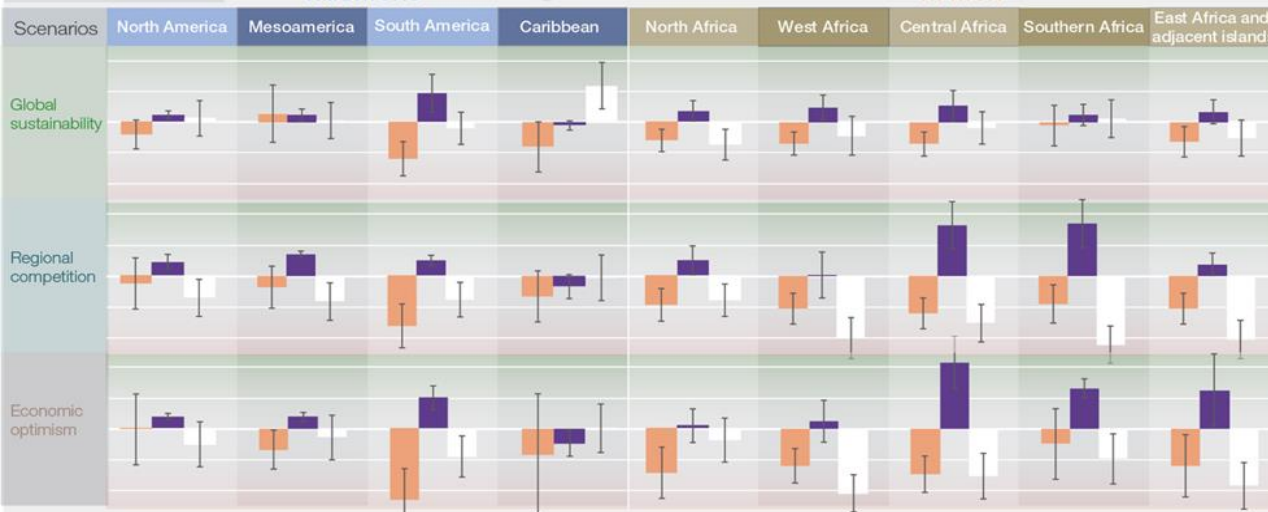 Scenarios
North America
Mesoamerica
South America
Caribbean
North Africa
West Africa
Central Africa
Southern Africa
East Africa and
adjacent island
Global
sustainability
Regional
competition
Economic
optimism